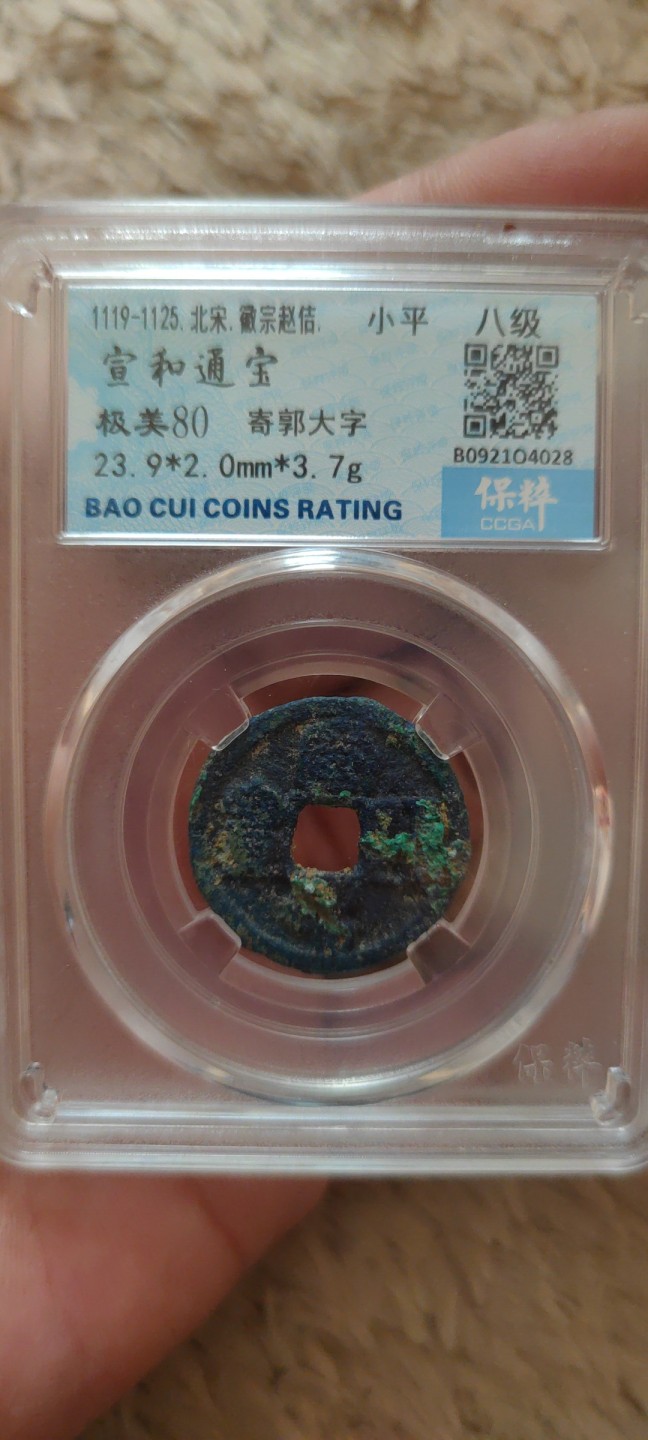 1119-1125.北宋.徽宗赵佶. 小平 八级
宣和通宝
极美80 寄郭大字
23.9*2.0mm*3.7g
B092104028
BAO CUI COINS RATING
保粹
CCGA
保粹